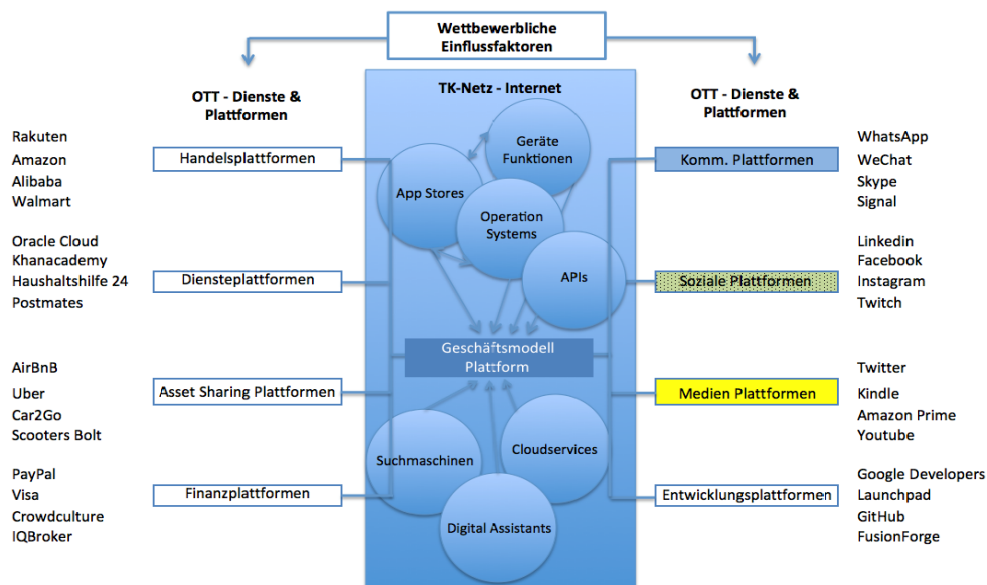 Wettbewerbliche
Einflussfaktoren
OTT - Dienste &
Plattformen
Rakuten
Amazon
Alibaba
Walmart
Handelsplattformen
Oracle Cloud
Khanacademy
Haushaltshilfe 24
Postmates
Diensteplattformen
AirBnB
Uber
Car2Go
Scooters Bolt
Asset Sharing Plattformen
PayPal
Visa
Crowdculture
IQBroker
Finanzplattformen
TK-Netz - Internet
Geräte
Funktionen
App Stores
Operation
Systems
APIs
Geschäftsmodell
Plattform
Suchmaschinen
Cloudservices
Digital Assistants
OTT - Dienste &
Plattformen
Komm. Plattformen
WhatsApp
WeChat
Skype
Signal
Soziale Plattformen
Linkedin
Facebook
Instagram
Twitch
Medien Plattformen
Twitter
Kindle
Amazon Prime
Youtube
Entwicklungsplattformen
Google Developers
Launchpad
GitHub
FusionForge